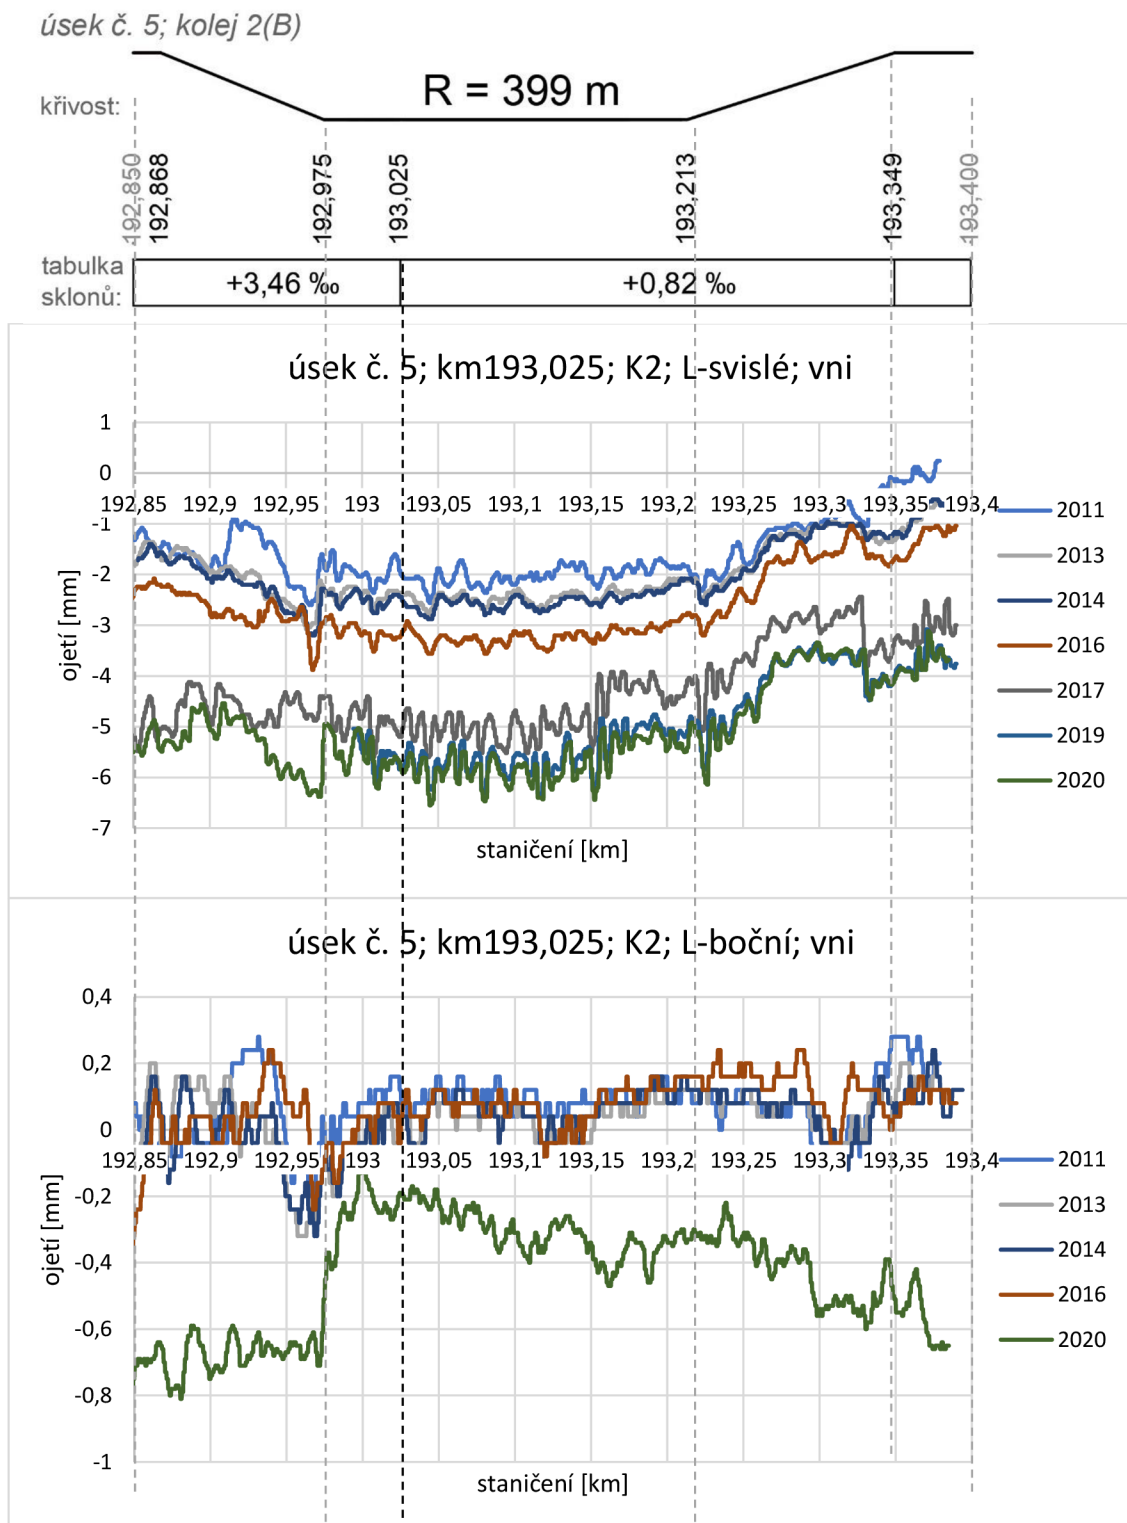 úsek č. 5; kolej 2(B)
křivost:
R = 399 m
192,850
192,868
192,975
193,025
193,213
193,349
193,400
tabulka
sklonů:
+3,46 ‰
+0,82 ‰
úsek č. 5; km193,025; K2; L-svislé; vni
ojetí [mm]
1
0
-1
-2
-3
-4
-5
-6
-7
192,85 192,9 192,95 193 193,05 193,1 193,15 193,2 193,25 193,3 193,35 193,4
staničení [km]
2011
2013
2014
2016
2017
2019
2020
úsek č. 5; km193,025; K2; L-boční; vni
ojetí [mm]
0,4
0,2
0
-0,2
-0,4
-0,6
-0,8
-1
192,85 192,9 192,95 193 193,05 193,1 193,15 193,2 193,25 193,3 193,35 193,4
staničení [km]
2011
2013
2014
2016
2020